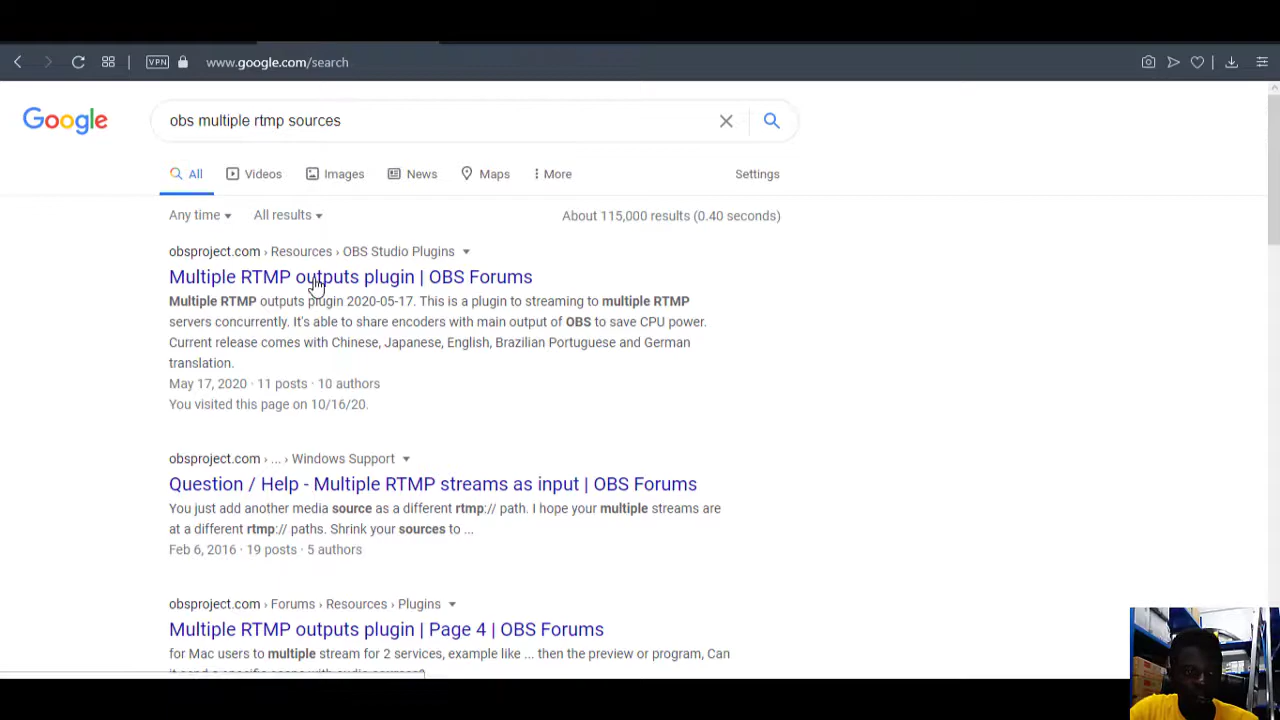 VPN www.google.com/search
Google obs multiple rtmp sources
All Videos Images News Maps More Settings
Any time All results About 115,000 results (0.40 seconds)
obsproject.com › Resources › OBS Studio Plugins
Multiple RTMP outputs plugin | OBS Forums
Multiple RTMP outputs plugin 2020-05-17. This is a plugin to streaming to multiple RTMP
servers concurrently. It's able to share encoders with main output of OBS to save CPU power.
Current release comes with Chinese, Japanese, English, Brazilian Portuguese and German
translation.
May 17, 2020 · 11 posts · 10 authors
You visited this page on 10/16/20.
obsproject.com › ... › Windows Support
Question / Help - Multiple RTMP streams as input | OBS Forums
You just add another media source as a different rtmp:// path. I hope your multiple streams are
at a different rtmp:// paths. Shrink your sources to ...
Feb 6, 2016 · 19 posts · 5 authors
obsproject.com › Forums › Resources › Plugins
Multiple RTMP outputs plugin | Page 4 | OBS Forums
for Mac users to multiple stream for 2 services, example like ... then the preview or program, Can